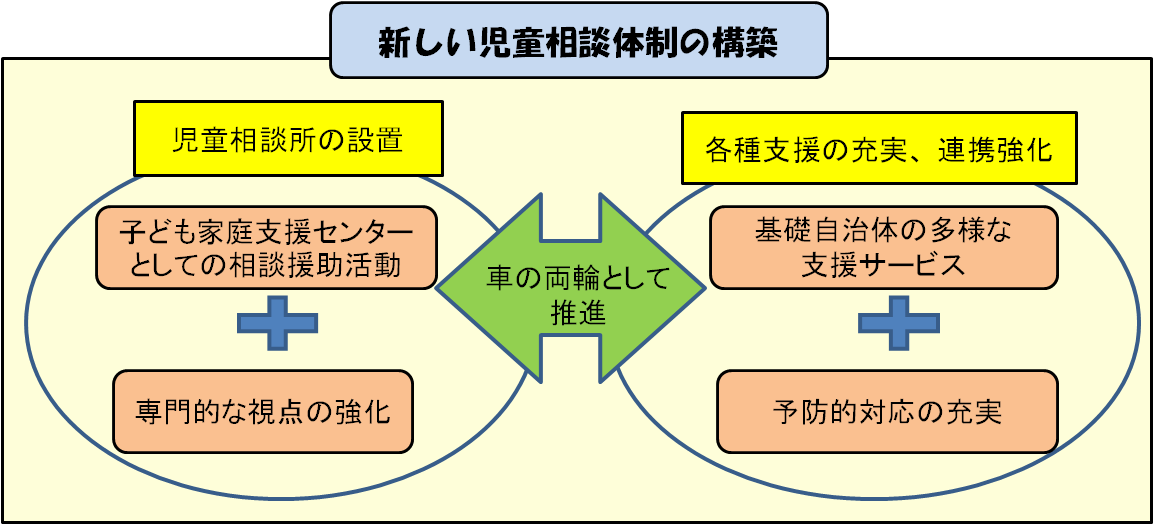 新しい児童相談体制の構築
児童相談所の設置
子ども家庭支援センター
としての相談援助活動
専門的な視点の強化
車の両輪として
推進
各種支援の充実、連携強化
基礎自治体の多様な
支援サービス
予防的対応の充実